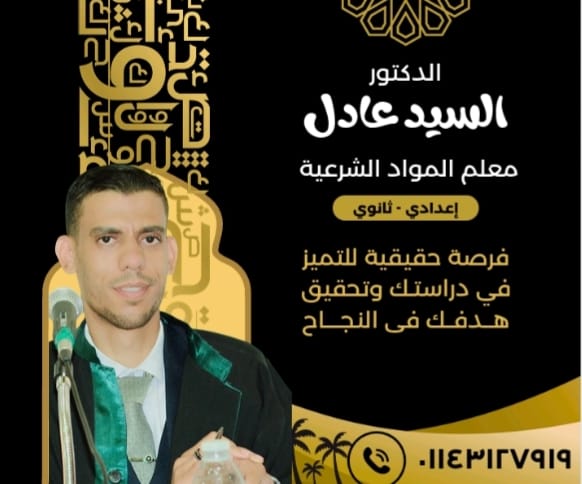 الدكتور
السيد عادل
معلم المواد الشرعية
إعدادي - ثانوي
فرصة حقيقية للتميز
في دراستك وتحقيق
هدفك فى النجاح
٠١١٤٣١٢٧٩١٩